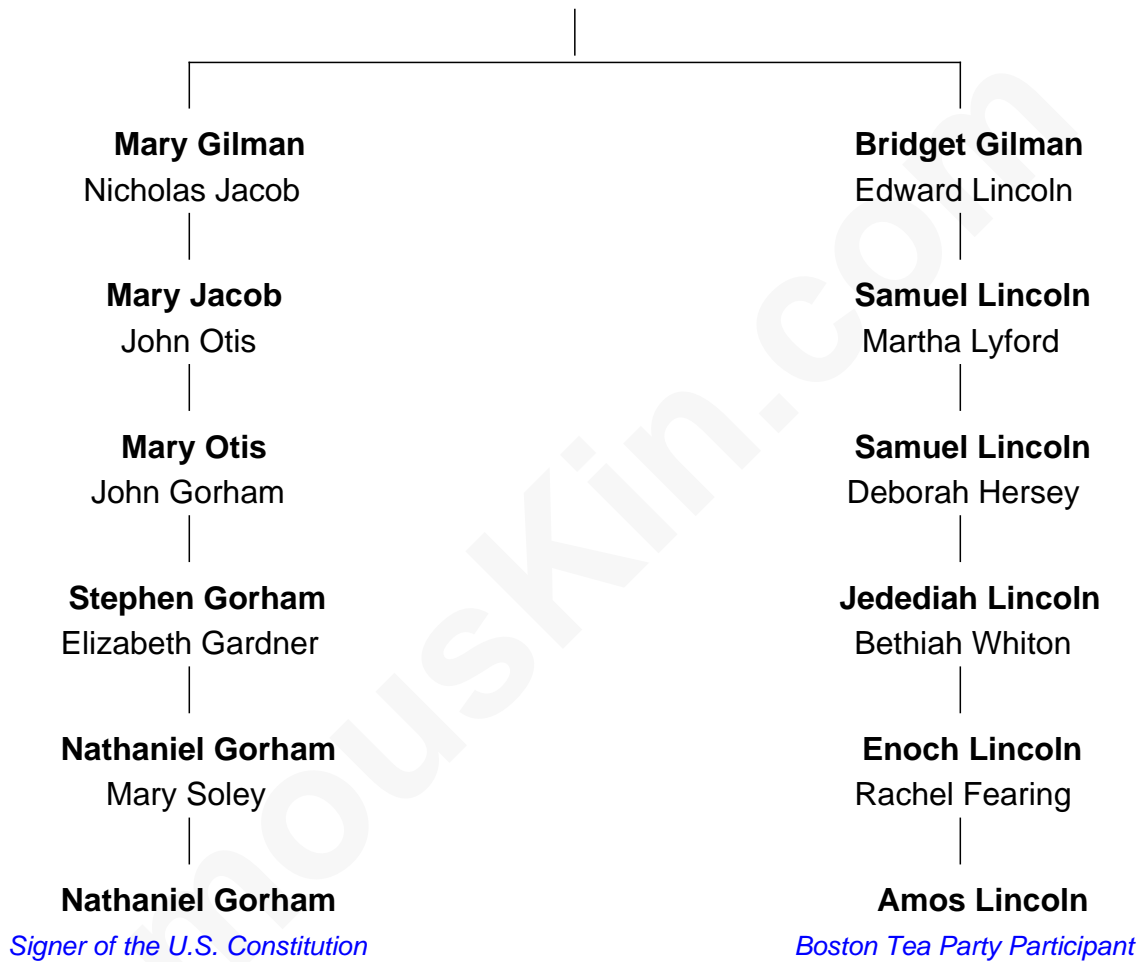 Mary Gilman
Nicholas Jacob
Bridget Gilman
Edward Lincoln
Mary Jacob
John Otis
Samuel Lincoln
Martha Lyford
Mary Otis
John Gorham
Samuel Lincoln
Deborah Hersey
Stephen Gorham
Elizabeth Gardner
Jedediah Lincoln
Bethiah Whiton
Nathaniel Gorham
Mary Soley
Enoch Lincoln
Rachel Fearing
Nathaniel Gorham
Signer of the U.S. Constitution
Amos Lincoln
Boston Tea Party Participant
mousKin.com